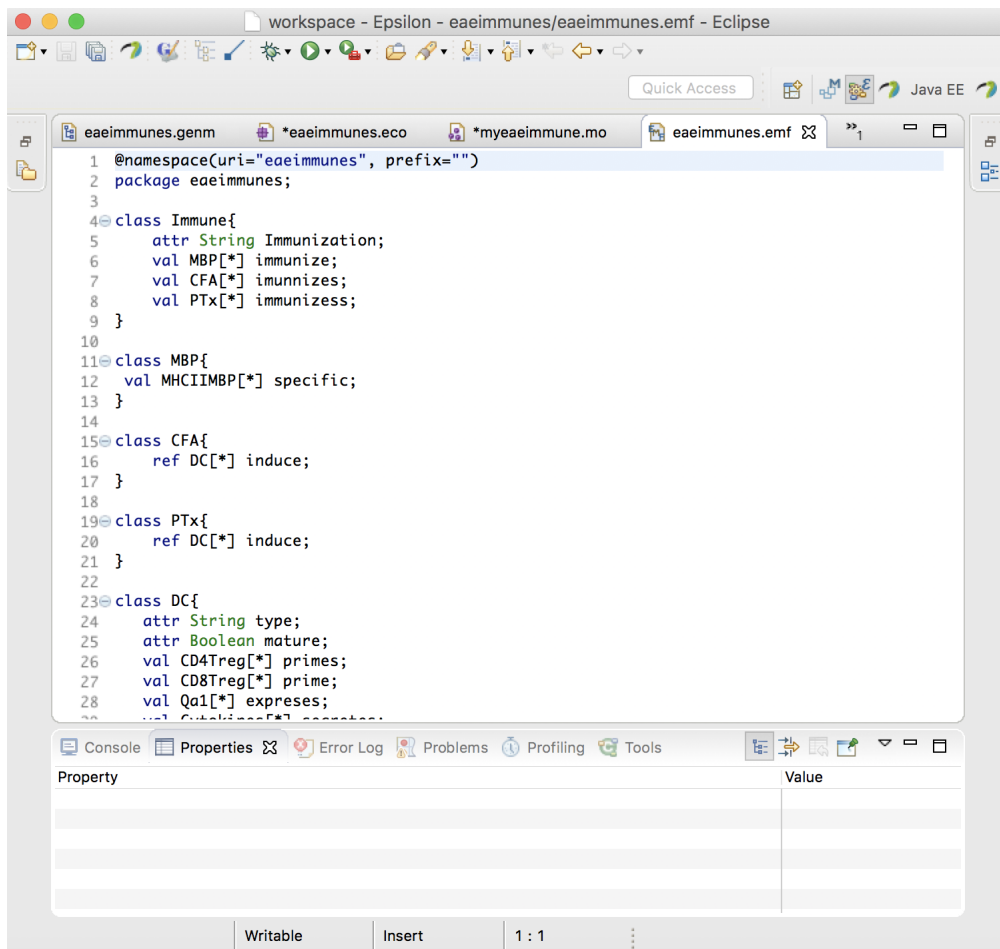 workspace - Epsilon - eaeimmunes/eaeimmunes.emf - Eclipse
Quick Access
Java EE
eaeimmunes.genm *eaeimmunes.eco *myeaeimmune.mo eaeimmunes.emf »1
1 @namespace(uri="eaeimmunes", prefix="")
2 package eaeimmunes;
3
4 class Immune{
5 attr String Immunization;
6 val MBP[*] immunize;
7 val CFA[*] imunnizes;
8 val PTx[*] immunizess;
9 }
10
11 class MBP{
12 val MHCIIMBP[*] specific;
13 }
14
15 class CFA{
16 ref DC[*] induce;
17 }
18
19 class PTx{
20 ref DC[*] induce;
21 }
22
23 class DC{
24 attr String type;
25 attr Boolean mature;
26 val CD4Treg[*] primes;
27 val CD8Treg[*] prime;
28 val Qa1[*] expreses;
29 val Cytokines[*] secretes;
Console Properties Error Log Problems Profiling Tools
Property Value
Writable Insert 1 : 1